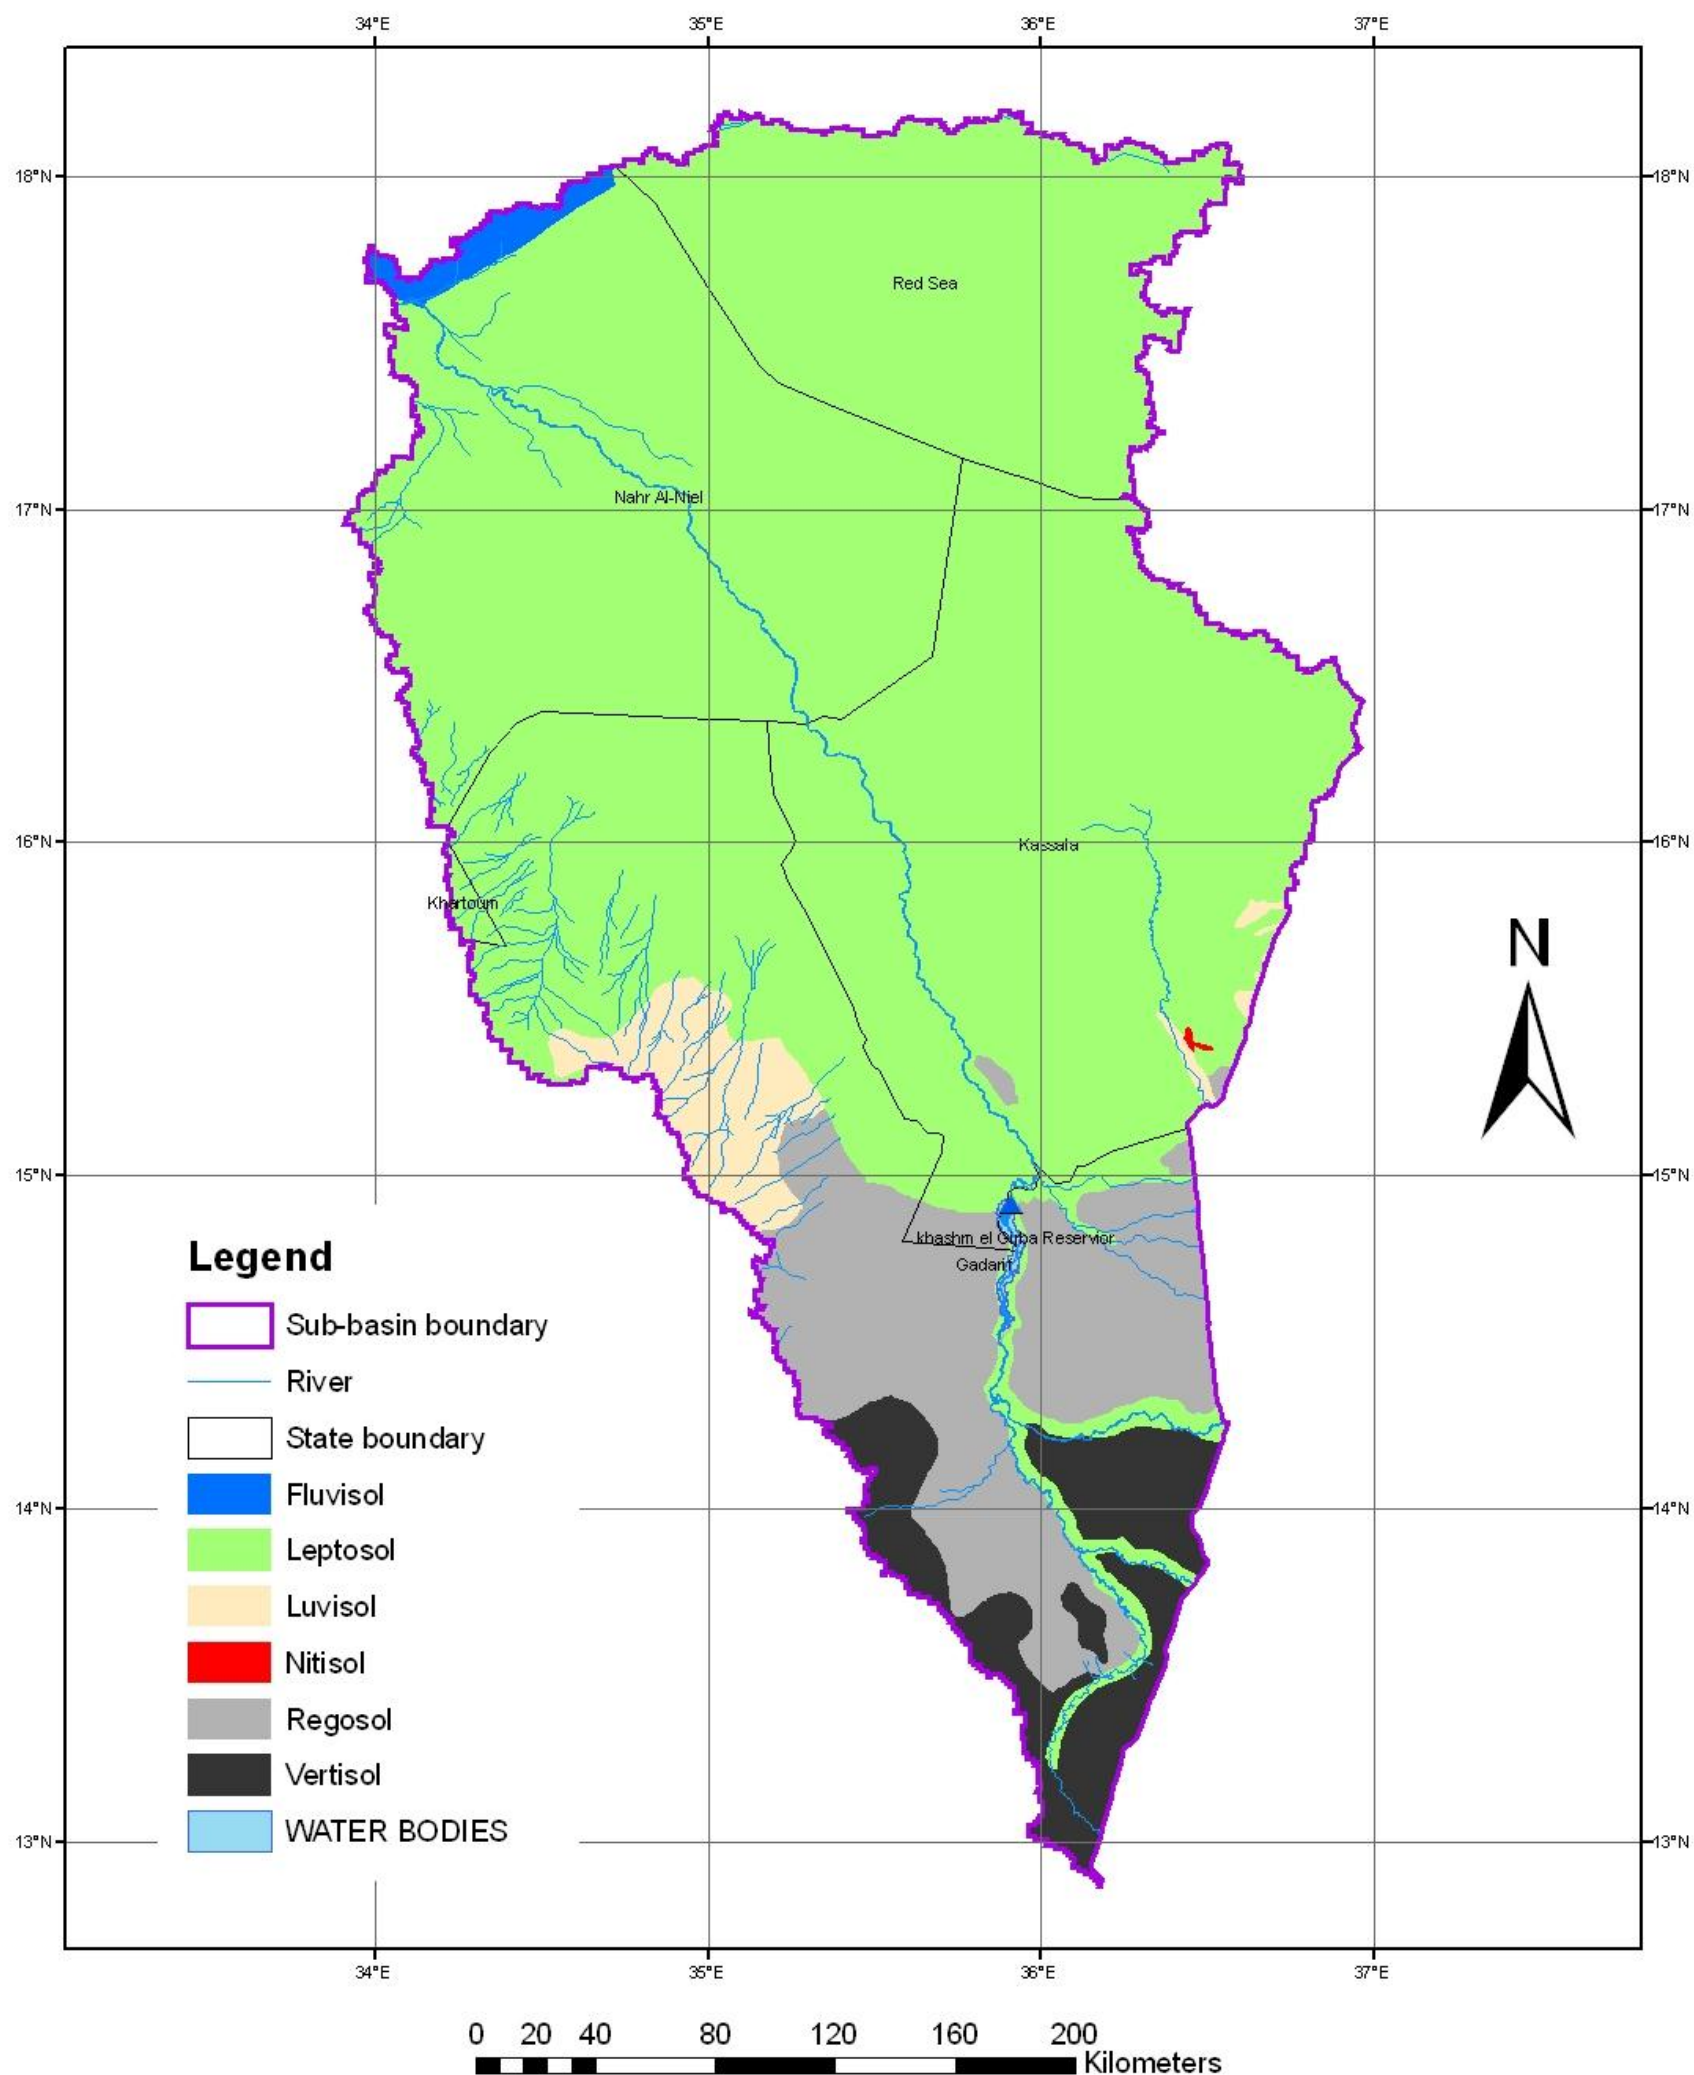 34°E 35°E 36°E 37°E
18°N 18°N
Red Sea
17°N 17°N
Nahr Al-Niel
16°N 16°N
Kassala
Khartoum
N
15°N 15°N
khashm el Girba Reservior
Gadarif
Legend
Sub-basin boundary
River
State boundary
Fluvisol
14°N 14°N
Leptosol
Luvisol
Nitisol
Regosol
Vertisol
WATER BODIES
13°N 13°N
34°E 35°E 36°E 37°E
0 20 40 80 120 160 200
Kilometers